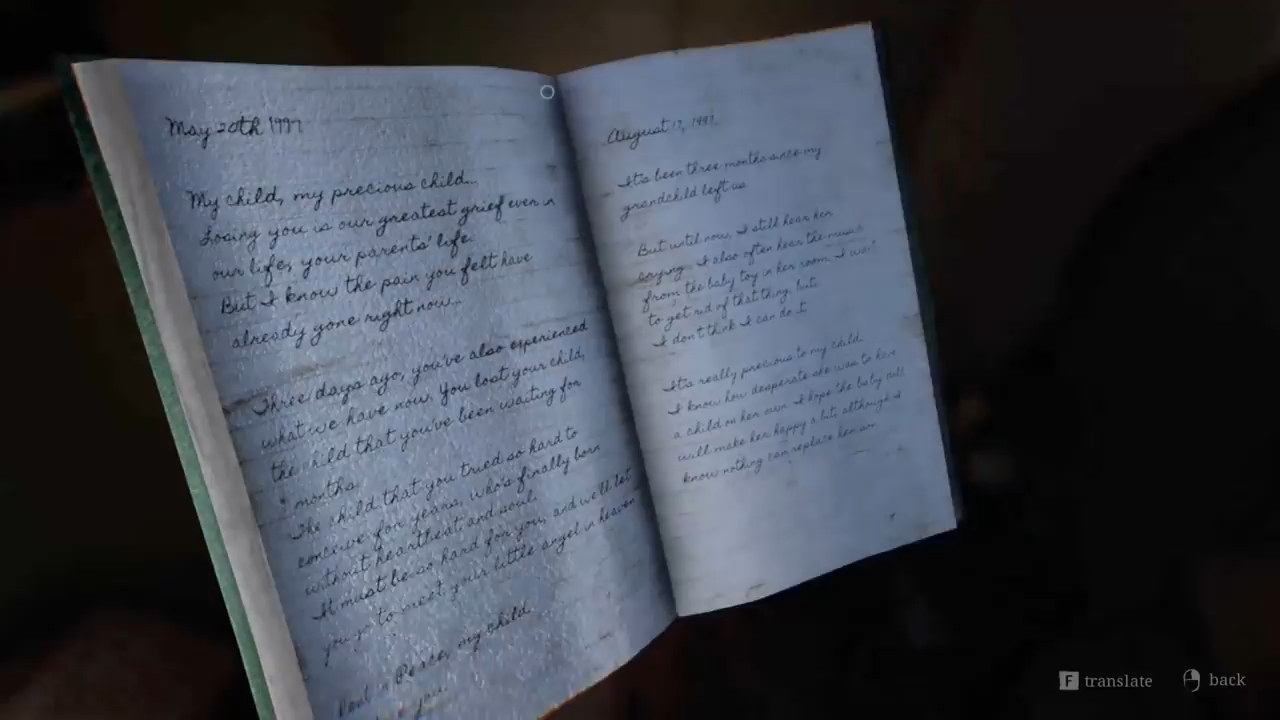 May 20th 1997
My child, my precious child...
Losing you is our greatest grief ever in
our life, your parents' life.
But I know the pain you felt have
already gone right now...
Three days ago, you've also experienced
what we have now. You lost your child,
the child that you've been waiting for
months.
The child that you tried so hard to
conceive for years, who's finally born
without heartbeat and soul.
It must be so hard for you, and we'll let
you go to meet your little angel in heaven
Rest in Peace, my child.
you.
August 17, 1997
It's been three months since my
grandchild left us
But until now, I still hear her
crying. I also often hear the music
from the baby toy in her room. I want
to get rid of that thing, but
I don't think I can do it
It's really precious to my child.
I know how desperate she was to have
a child on her own. I hope the baby doll
will make her happy a bit, although I
know nothing can replace her own
F translate
back